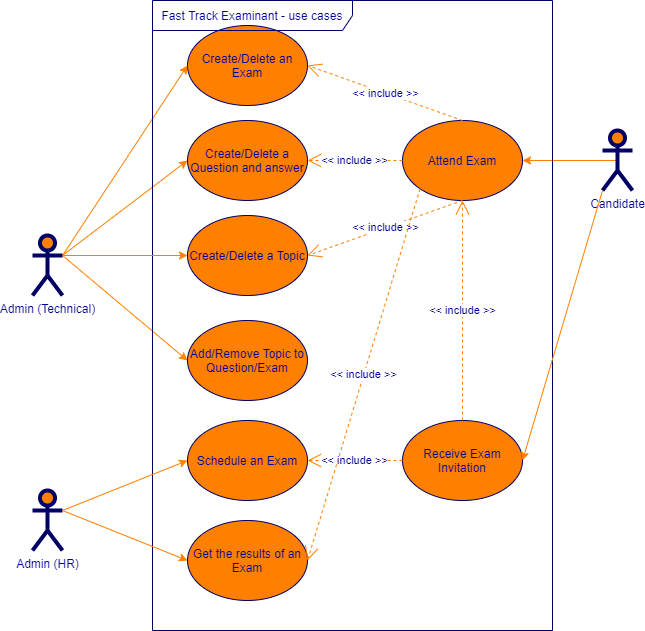 Fast Track Examinant - use cases
Create/Delete an
Exam
<< include >>
Create/Delete a
Question and answer
<< include >>
Attend Exam
Candidate
<< include >>
Create/Delete a Topic
Admin (Technical)
<< include >>
Add/Remove Topic to
Question/Exam
<< include >>
Schedule an Exam
<< include >>
Receive Exam
Invitation
Admin (HR)
Get the results of an
Exam